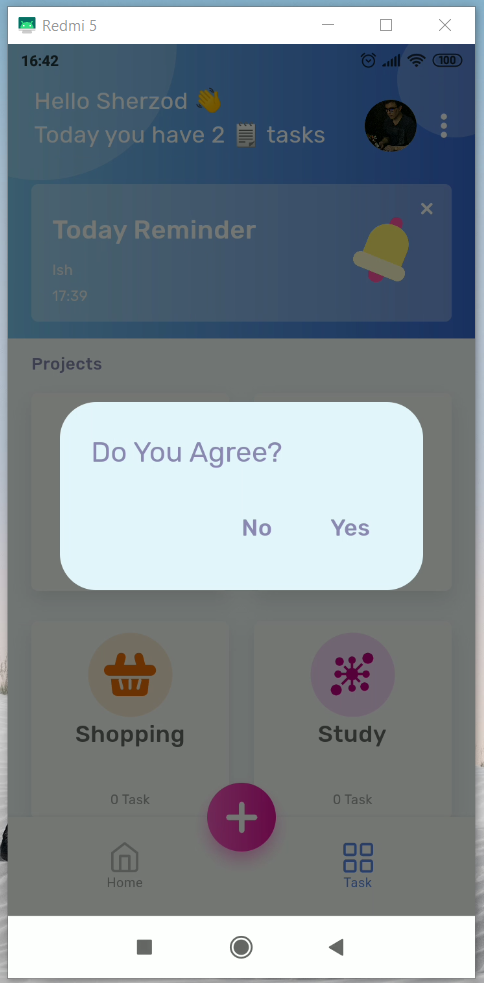 Redmi 5
16:42
100
Hello Sherzod 👋
Today you have 2 🗒 tasks
Today Reminder
Ish
17:39
Projects
Do You Agree?
No Yes
Shopping Study
0 Task 0 Task
Home Task